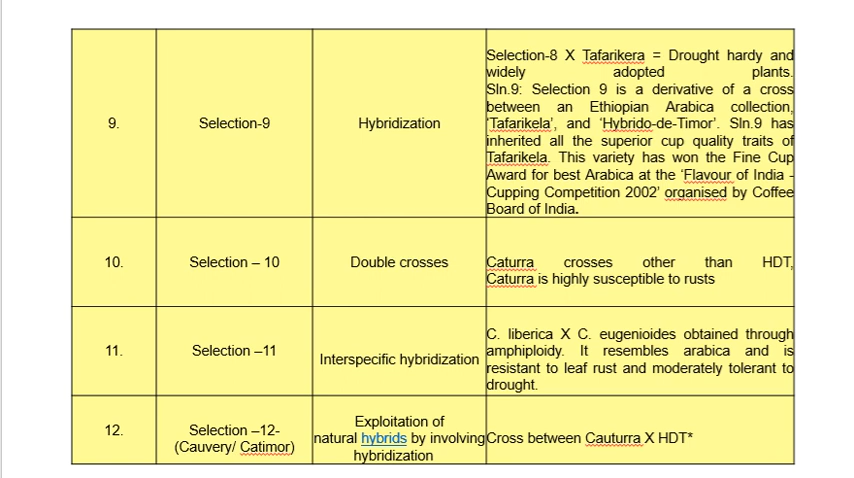 9.
Selection-9
Hybridization
Selection-8 X Tafarikera = Drought hardy and
widely adopted plants.
Sln.9: Selection 9 is a derivative of a cross
between an Ethiopian Arabica collection,
'Tafarikela', and 'Hybrido-de-Timor'. Sln.9 has
inherited all the superior cup quality traits of
Tafarikela. This variety has won the Fine Cup
Award for best Arabica at the 'Flavour of India -
Cupping Competition 2002' organised by Coffee
Board of India.
10.
Selection – 10
Double crosses
Caturra crosses other than HDT,
Caturra is highly susceptible to rusts
11.
Selection –11
Interspecific hybridization
C. liberica X C. eugenioides obtained through
amphiploidy. It resembles arabica and is
resistant to leaf rust and moderately tolerant to
drought.
12.
Selection –12-
(Cauvery/ Catimor)
Exploitation of
natural hybrids by involving
hybridization
Cross between Cauturra X HDT*